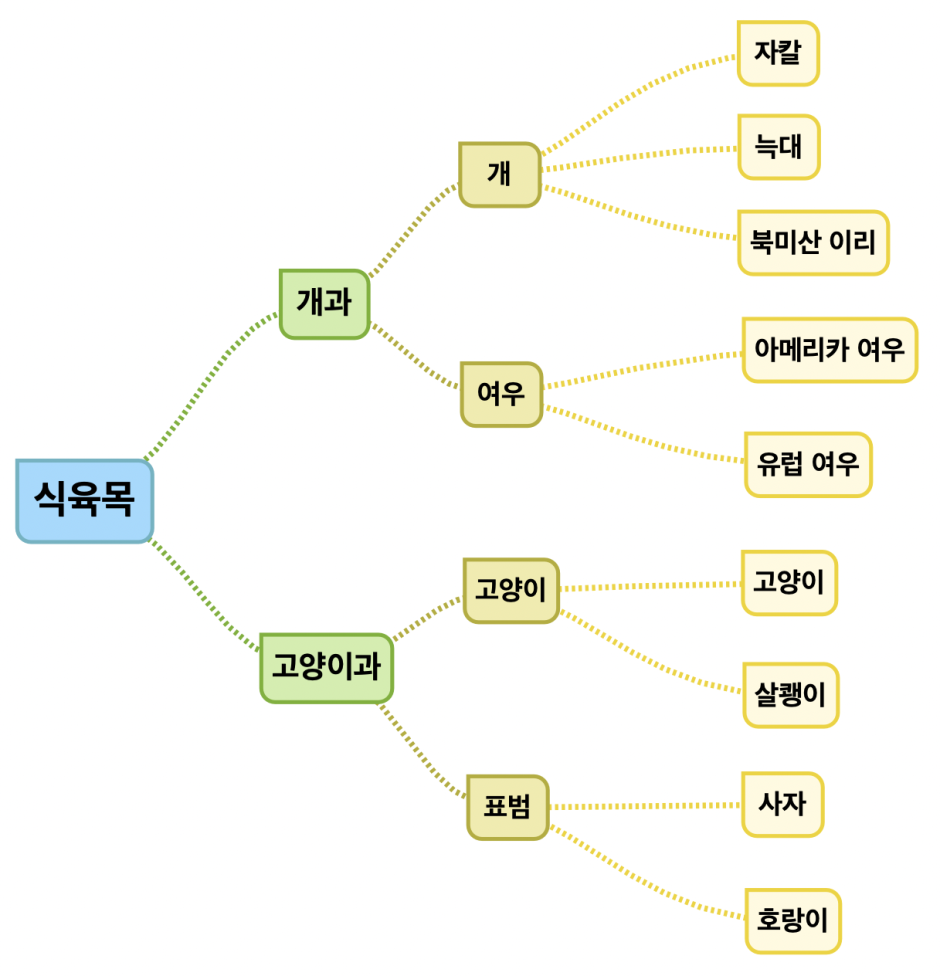 자칼
늑대
개
북미산 이리
개과
아메리카 여우
여우
유럽 여우
식육목
고양이
고양이
고양이과
살쾡이
표범
사자
호랑이